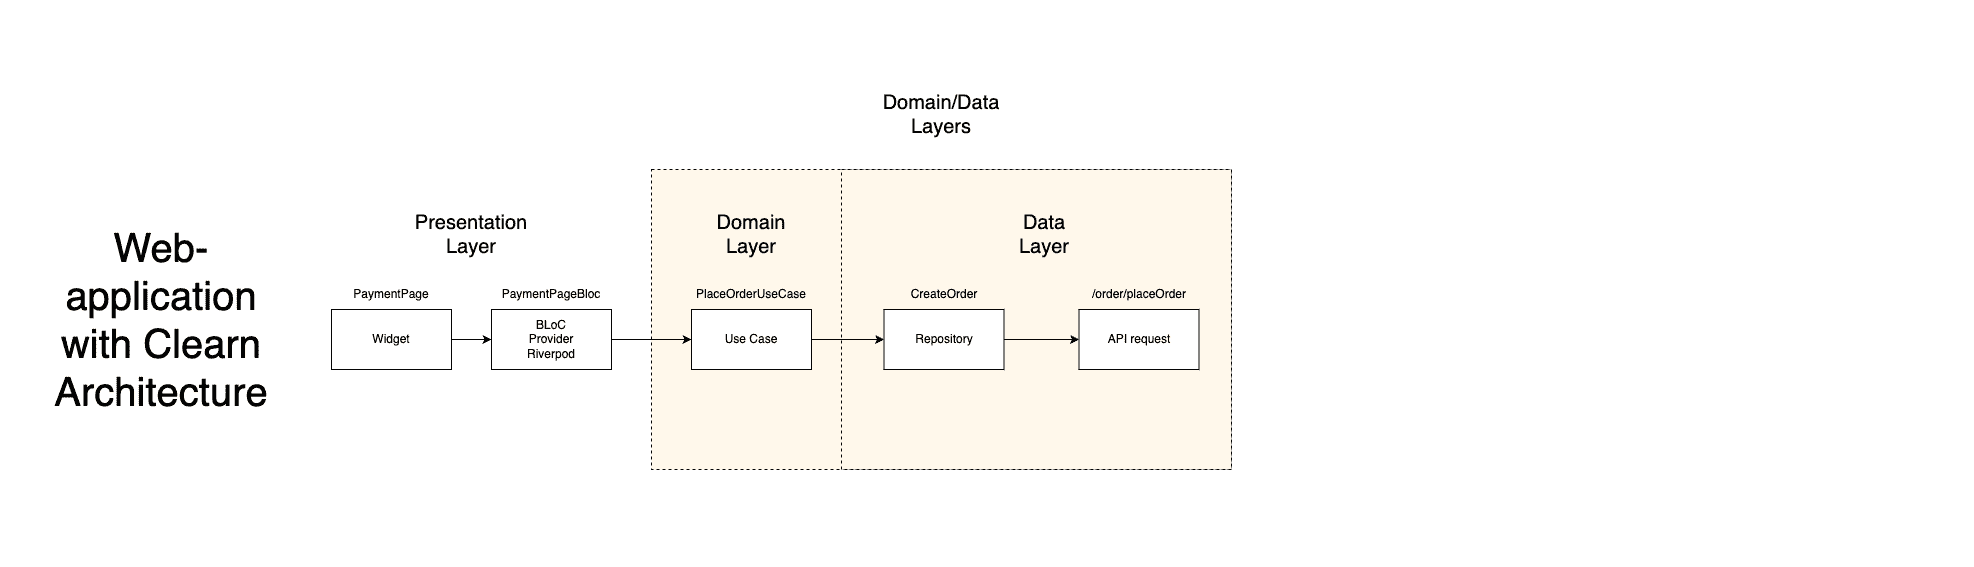 Web-
application
with Clearn
Architecture
Domain/Data
Layers
Presentation
Layer
Domain
Layer
Data
Layer
PaymentPage
Widget
PaymentPageBloc
BLoC
Provider
Riverpod
PlaceOrderUseCase
Use Case
CreateOrder
Repository
/order/placeOrder
API request